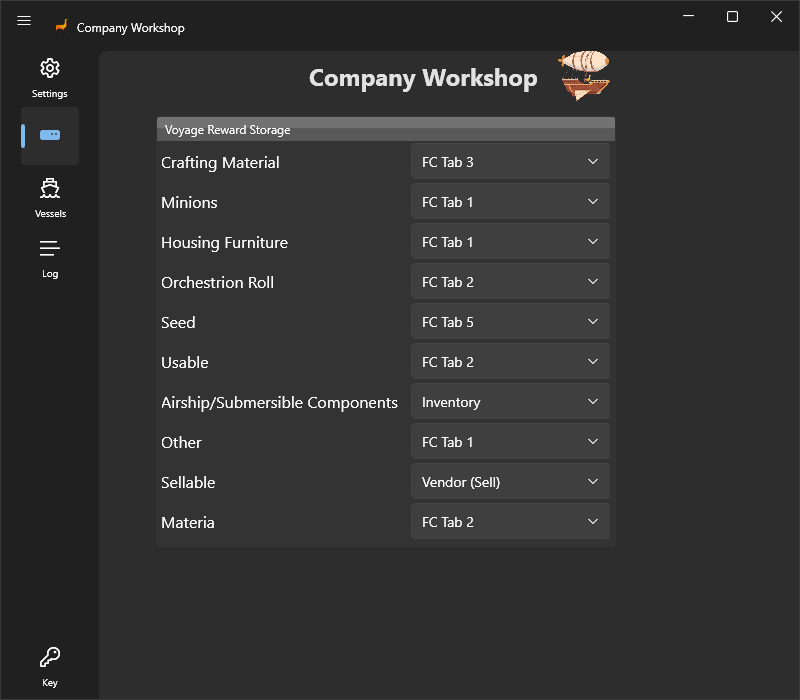 Company Workshop
Settings
Vessels
Log
Key
Company Workshop
Voyage Reward Storage
Crafting Material FC Tab 3
Minions FC Tab 1
Housing Furniture FC Tab 1
Orchestrion Roll FC Tab 2
Seed FC Tab 5
Usable FC Tab 2
Airship/Submersible Components Inventory
Other FC Tab 1
Sellable Vendor (Sell)
Materia FC Tab 2